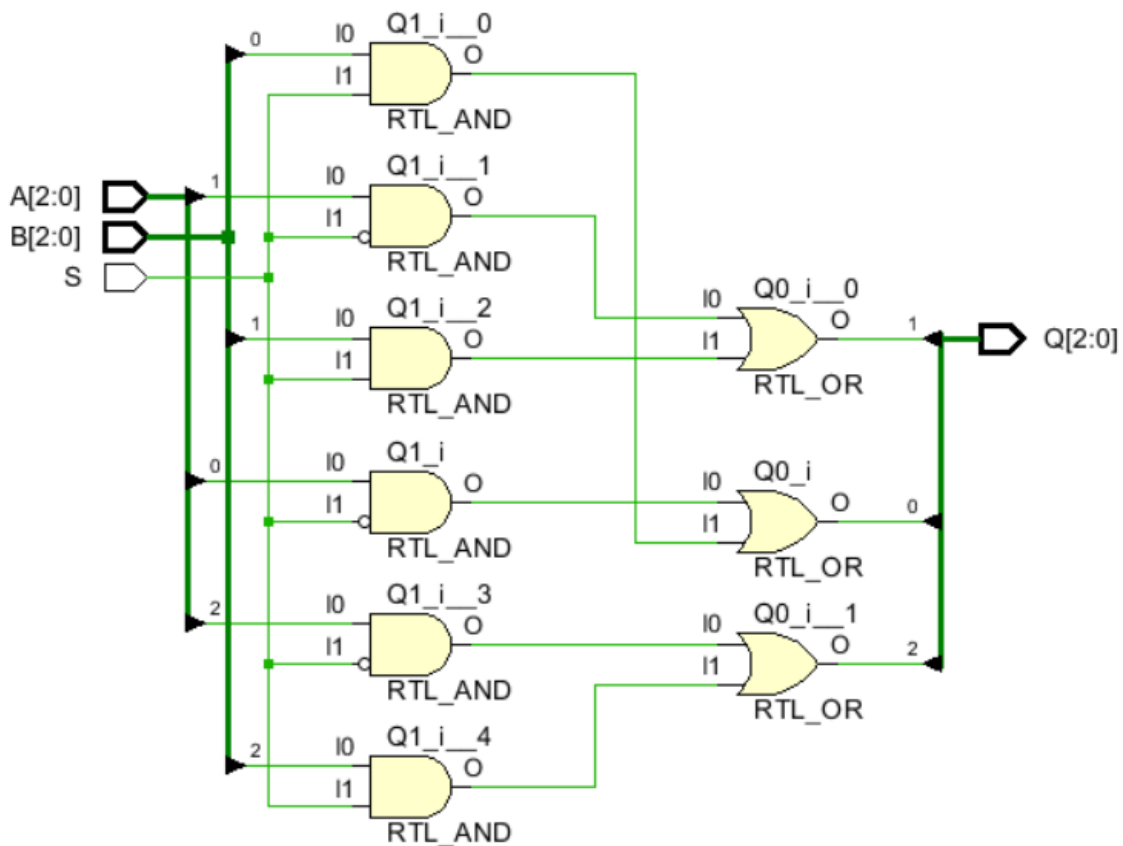 Q1_i__0
0
I0
O
I1
RTL_AND
Q1_i__1
A[2:0]
1
I0
O
I1
B[2:0]
RTL_AND
S
Q1_i__2
1
I0
O
I1
RTL_AND
Q0_i__0
I0
O
I1
1
Q[2:0]
RTL_OR
Q1_i
0
I0
O
I1
RTL_AND
Q0_i
I0
O
I1
0
RTL_OR
Q1_i__3
2
I0
O
I1
RTL_AND
Q0_i__1
I0
O
I1
2
RTL_OR
Q1_i__4
2
I0
O
I1
RTL_AND